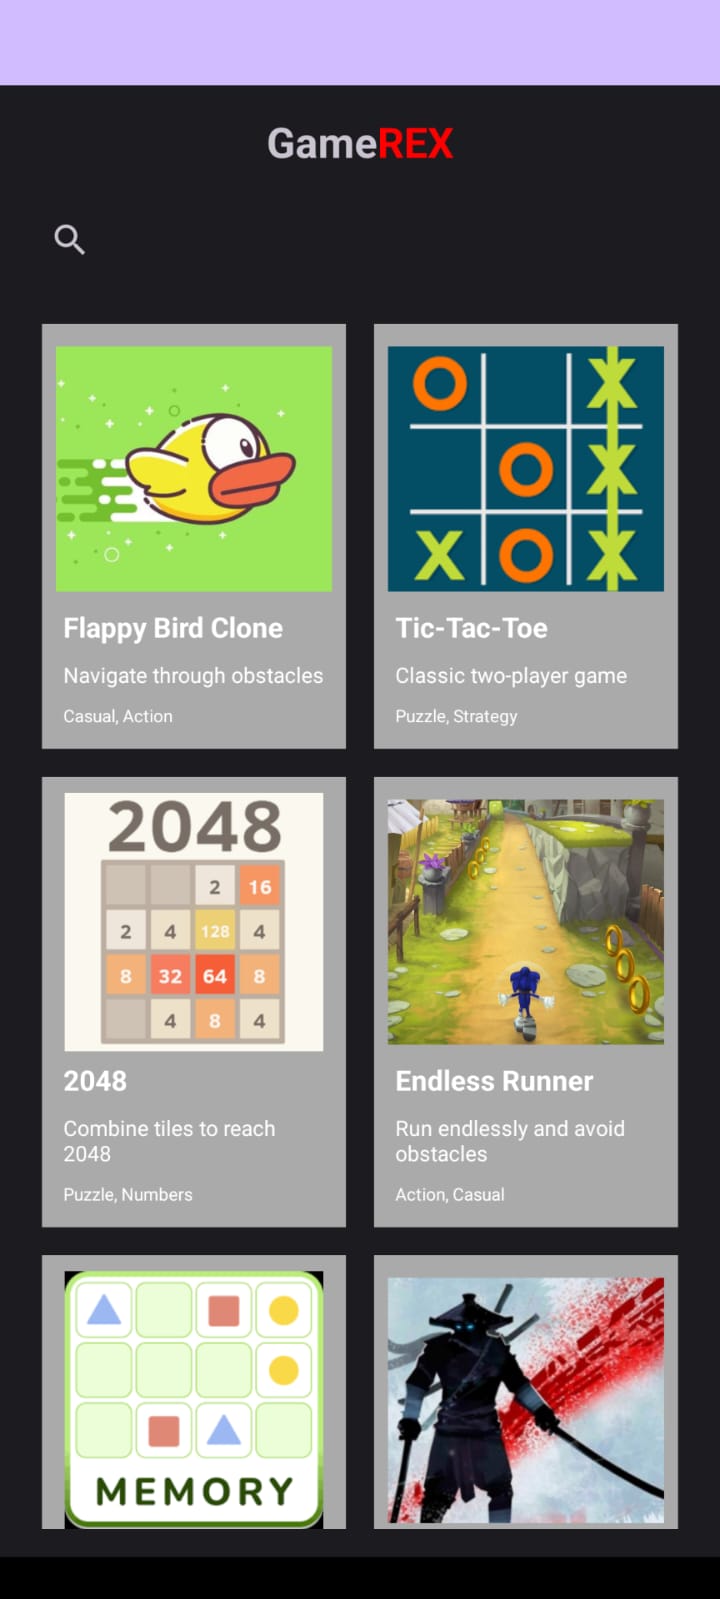 GameREX
O X
O X
X O X
Flappy Bird Clone
Navigate through obstacles
Casual, Action
Tic-Tac-Toe
Classic two-player game
Puzzle, Strategy
2048
2 16
2 4 128 4
8 32 64 8
4 8 4
2048
Combine tiles to reach
2048
Puzzle, Numbers
Endless Runner
Run endlessly and avoid
obstacles
Action, Casual
MEMORY